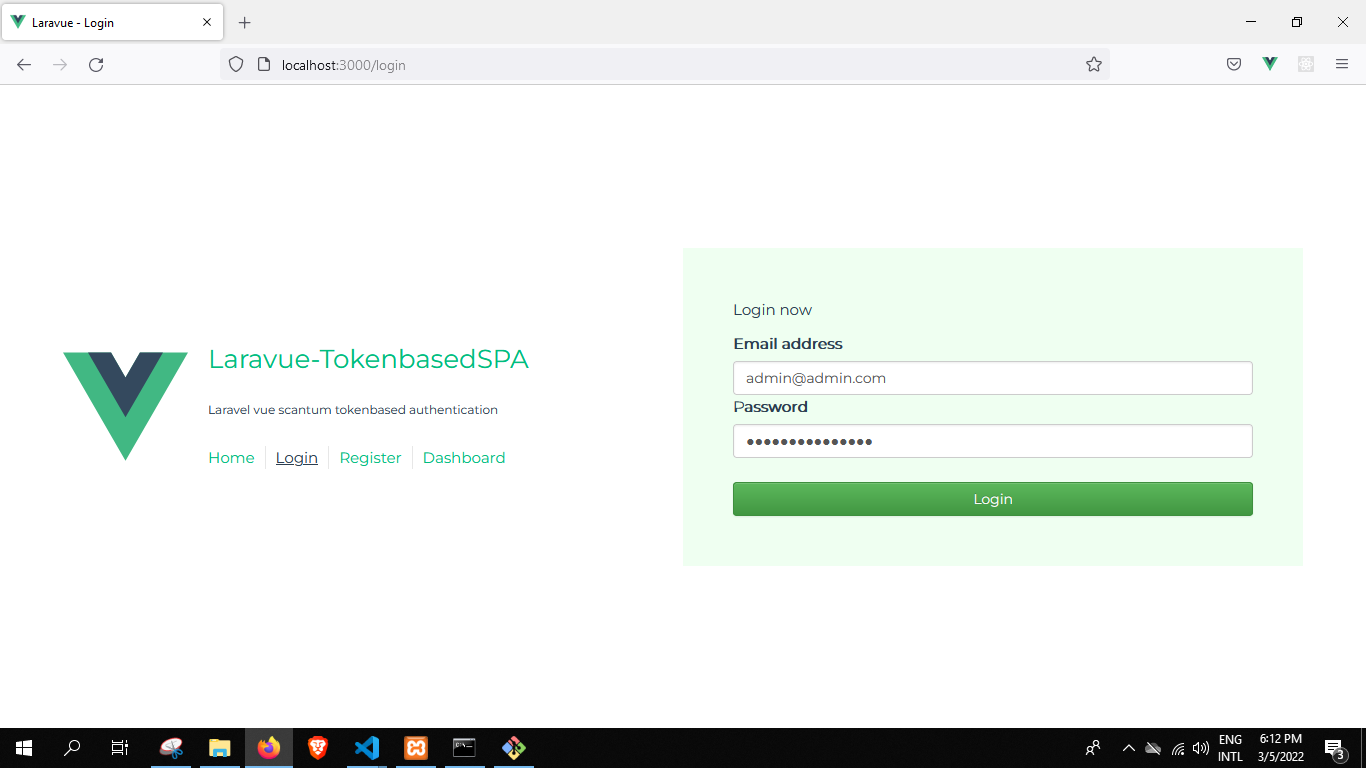 Laravue - Login
localhost:3000/login
Laravue-TokenbasedSPA
Laravel vue scantum tokenbased authentication
Home Login Register Dashboard
Login now
Email address
admin@admin.com
Password
●●●●●●●●●●●●●●●
Login
ENG
INTL
6:12 PM
3/5/2022
3